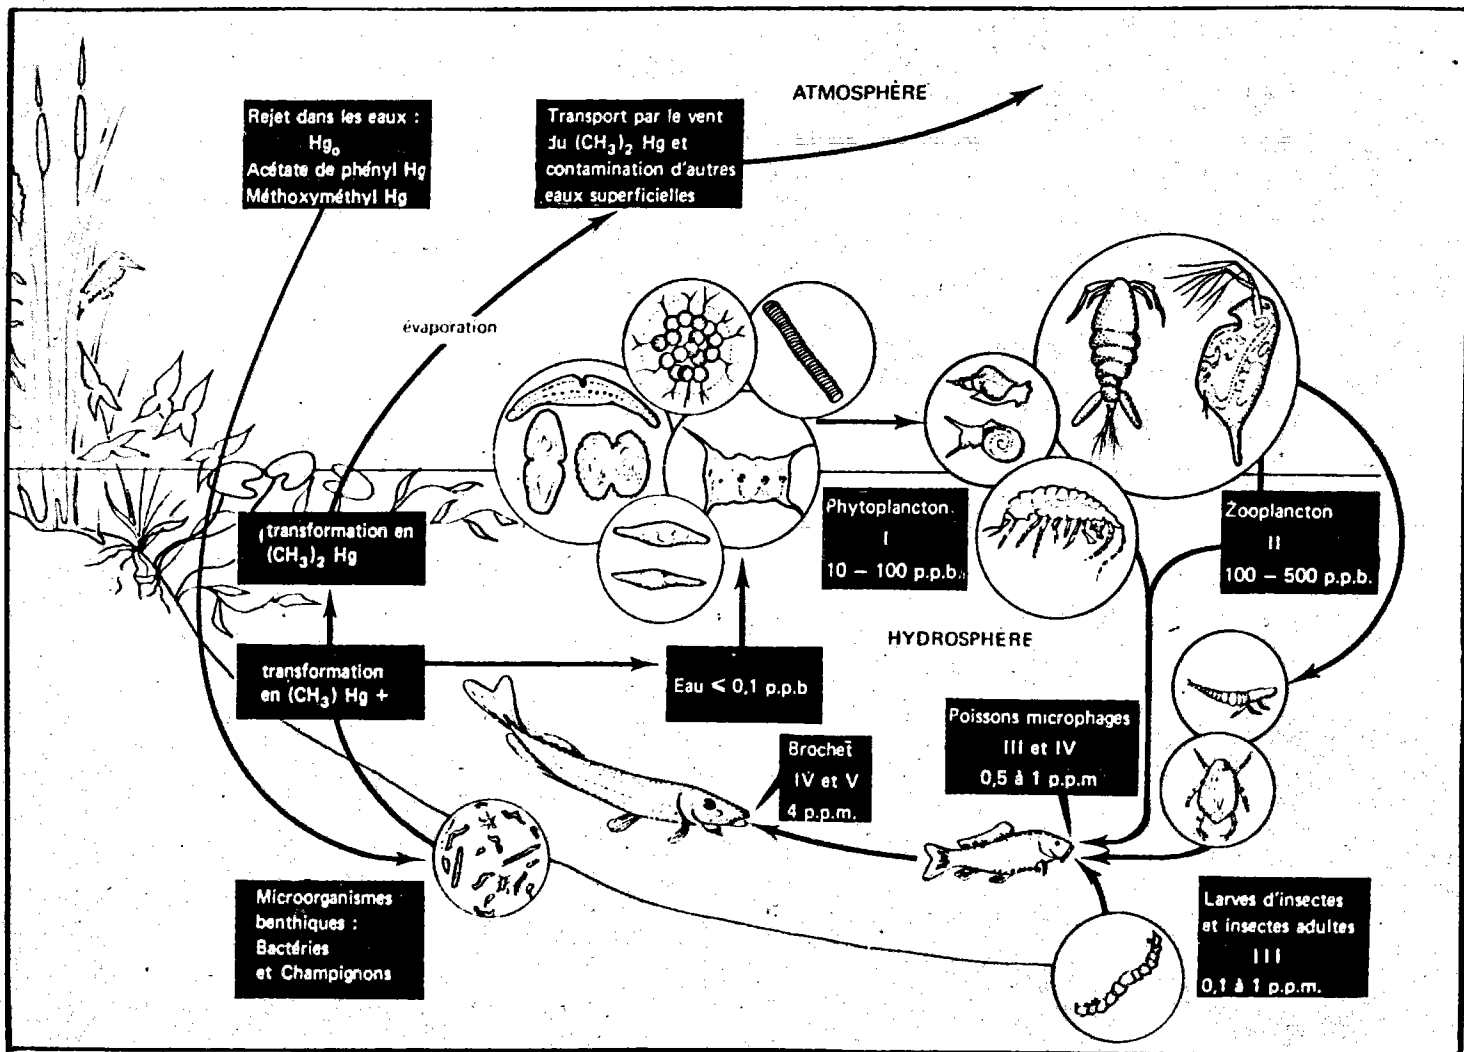 ATMOSPHÈRE
Rejet dans les eaux :
Hg₀
Acétate de phényl Hg
Méthoxyméthyl Hg
Transport par le vent
du (CH₃)₂ Hg et
contamination d'autres
eaux superficielles
évaporation
transformation en
(CH₃)₂ Hg
Phytoplancton
I
10 – 100 p.p.b.
Zooplancton
II
100 – 500 p.p.b.
HYDROSPHÈRE
transformation
en (CH₃) Hg +
Eau ≤ 0,1 p.p.b
Poissons microphages
III et IV
0,5 à 1 p.p.m
Brochet
IV et V
4 p.p.m.
Microorganismes
benthiques :
Bactéries
et Champignons
Larves d'insectes
et insectes adultes
III
0,1 à 1 p.p.m.